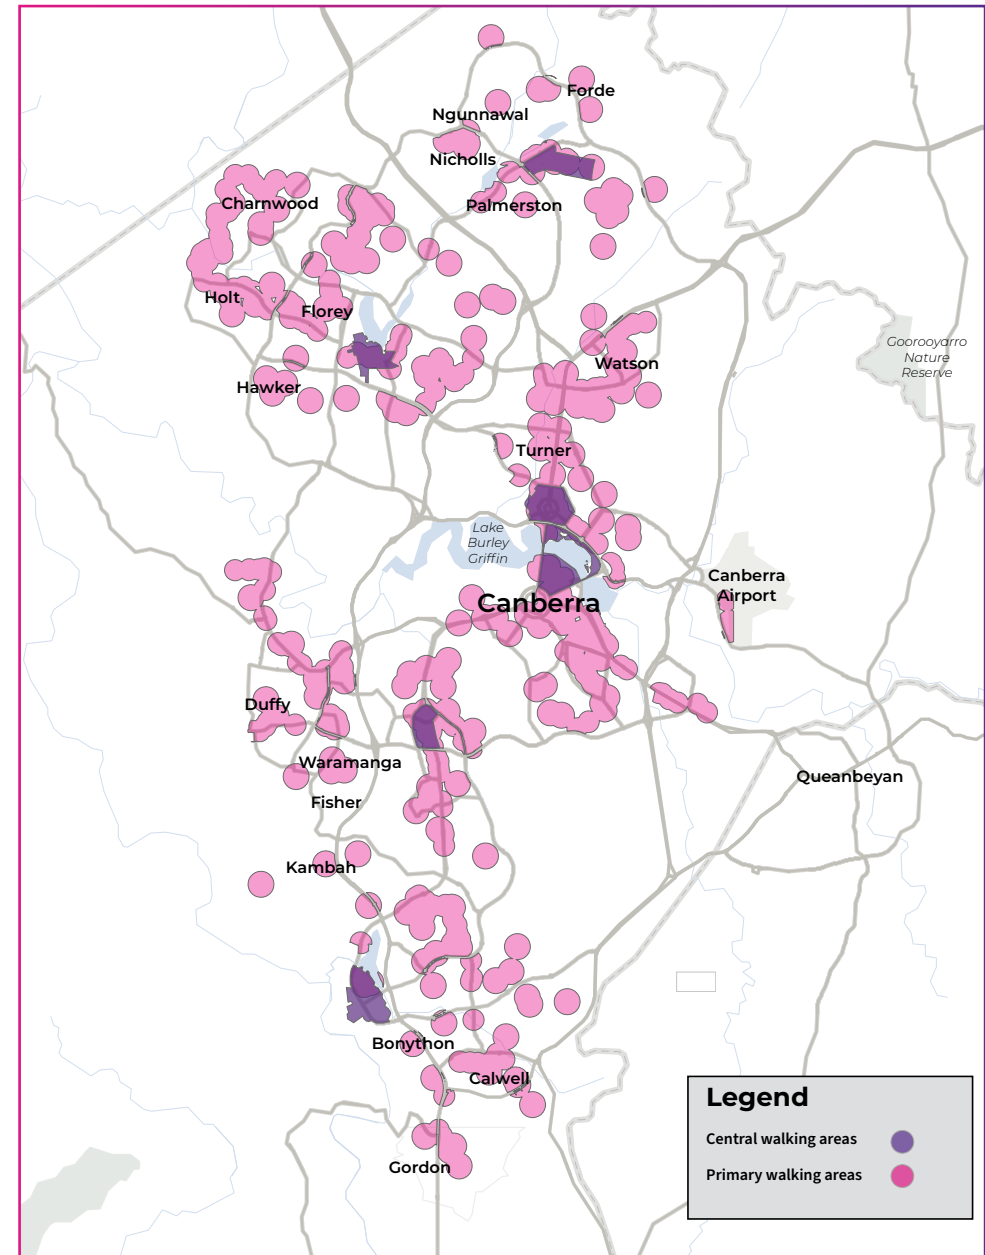 Forde
Ngunnawal
Nicholls
Charnwood
Palmerston
Holt
Florey
Goorooyarro
Nature
Reserve
Watson
Hawker
Turner
Lake
Burley
Griffin
Canberra
Airport
Canberra
Duffy
Waramanga
Queanbeyan
Fisher
Kambah
Bonython
Calwell
Gordon
Legend
Central walking areas
Primary walking areas